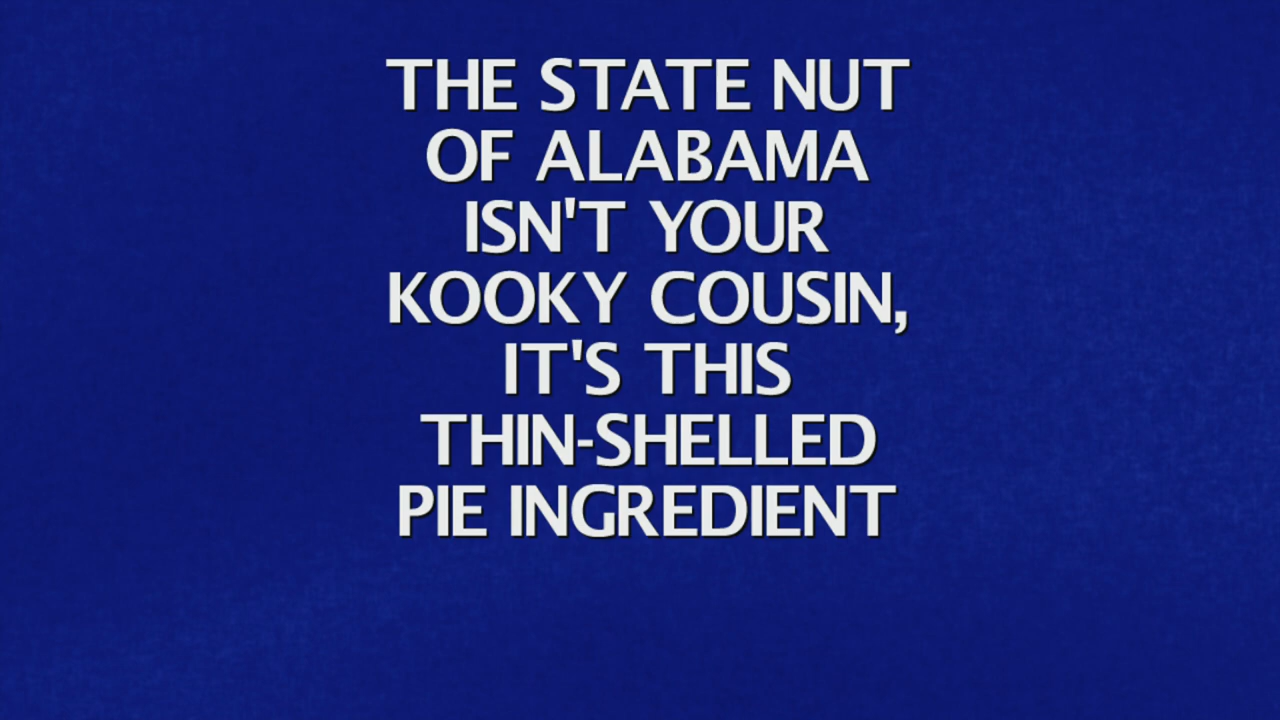 THE STATE NUT
OF ALABAMA
ISN'T YOUR
KOOKY COUSIN,
IT'S THIS
THIN-SHELLED
PIE INGREDIENT